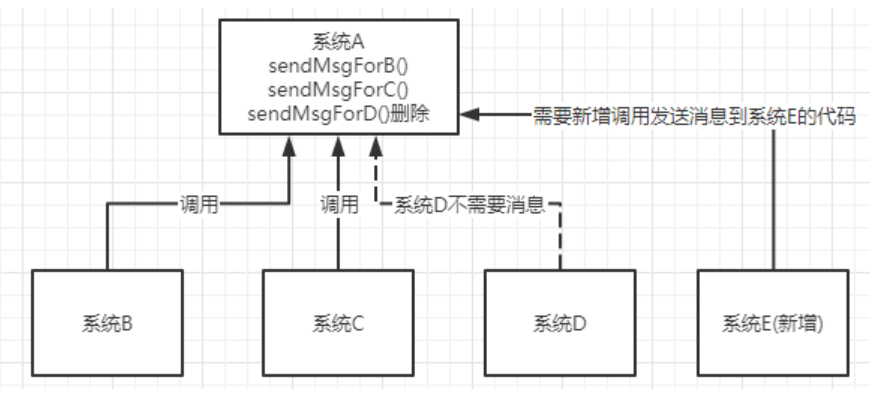 系统A
sendMsgForB()
sendMsgForC()
sendMsgForD()删除
需要新增调用发送消息到系统E的代码
调用
调用
系统D不需要消息
系统B
系统C
系统D
系统E(新增)